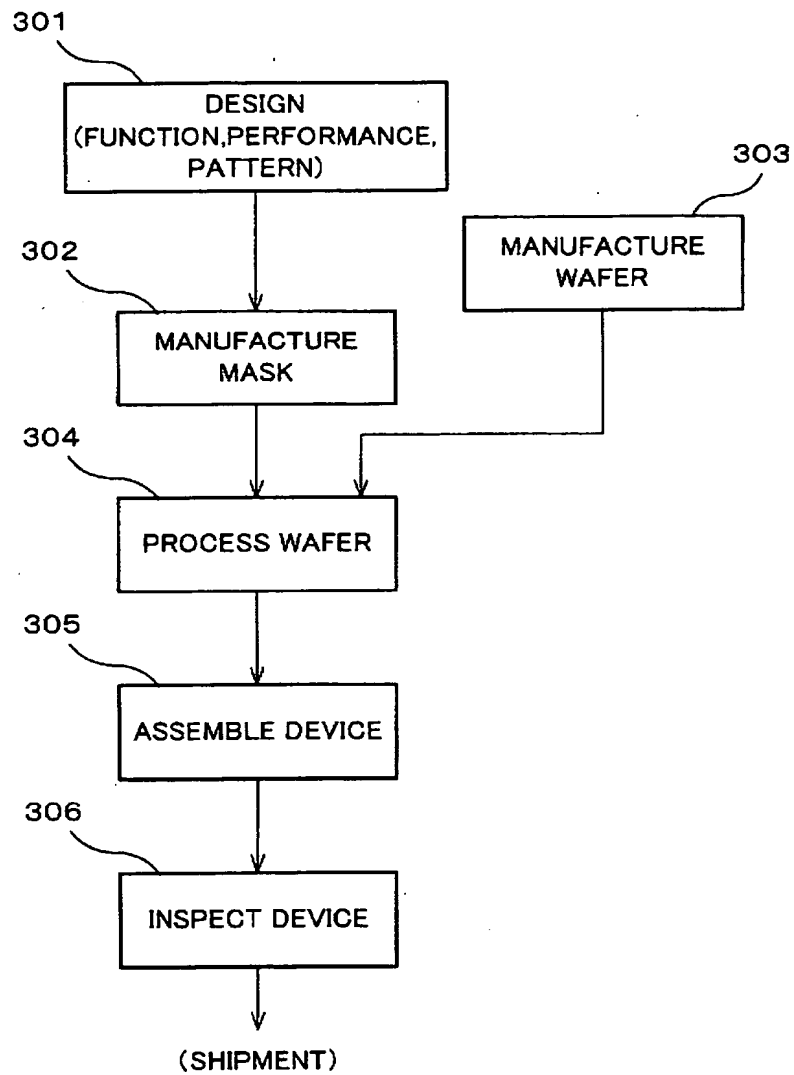 301
DESIGN
(FUNCTION,PERFORMANCE,
PATTERN)
303
MANUFACTURE
WAFER
302
MANUFACTURE
MASK
304
PROCESS WAFER
305
ASSEMBLE DEVICE
306
INSPECT DEVICE
(SHIPMENT)